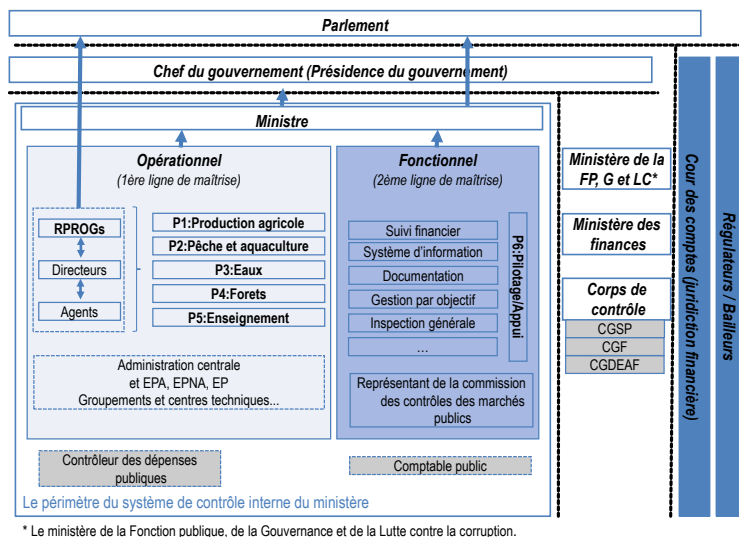 Parlement
Chef du gouvernement (Présidence du gouvernement)
Ministre
Opérationnel
(1ère ligne de maîtrise)
RPROGs
Directeurs
Agents
P1:Production agricole
P2:Pêche et aquaculture
P3:Eaux
P4:Forets
P5:Enseignement
Administration centrale
et EPA, EPNA, EP
Groupements et centres techniques...
Fonctionnel
(2ème ligne de maîtrise)
Suivi financier
Système d'information
Documentation
Gestion par objectif
Inspection générale
…
P6:Pilotage/Appui
Représentant de la commission
des contrôles des marchés
publics
Contrôleur des dépenses
publiques
Comptable public
Le périmètre du système de contrôle interne du ministère
Ministère de la
FP, G et LC*
Ministère des
finances
Corps de
contrôle
CGSP
CGF
CGDEAF
Cour des comptes (juridiction financière)
Régulateurs / Bailleurs
* Le ministère de la Fonction publique, de la Gouvernance et de la Lutte contre la corruption.